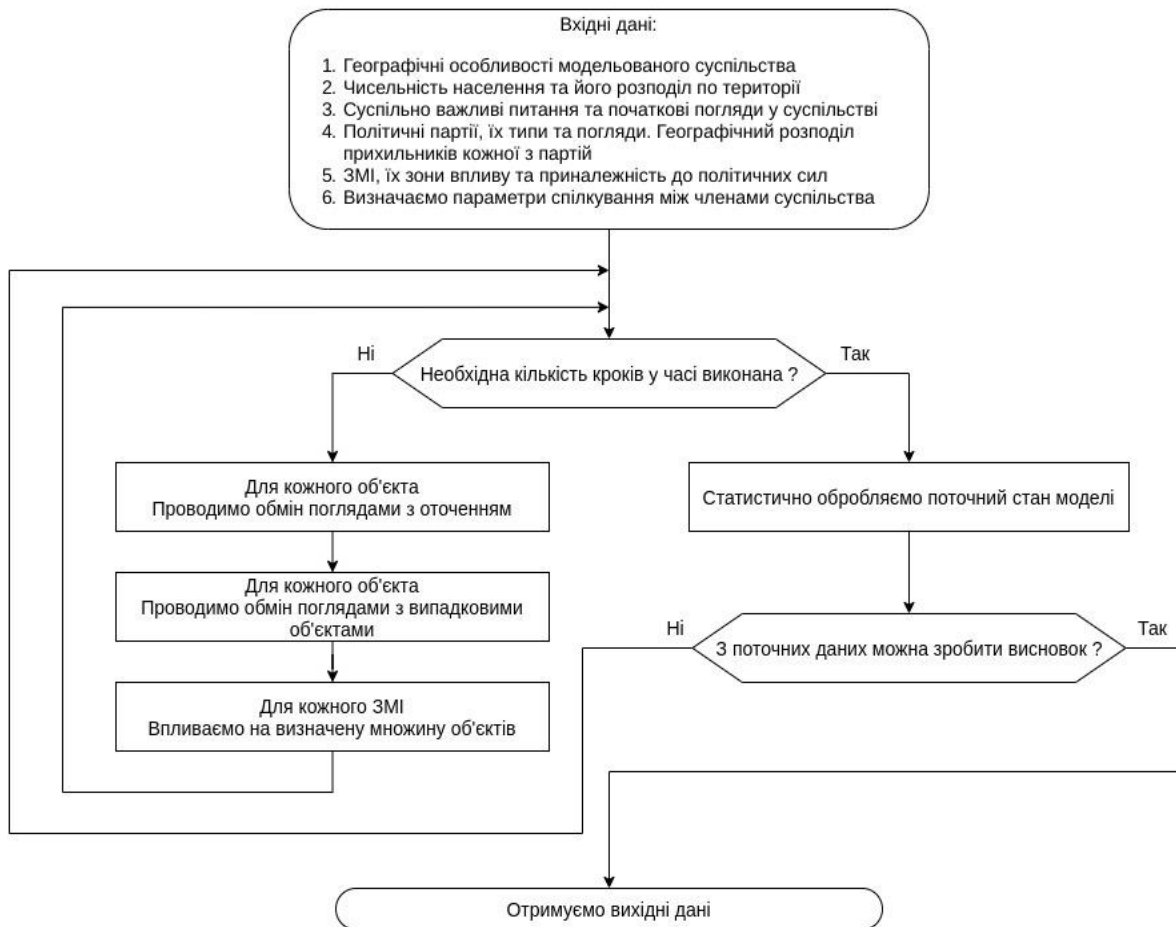 Вхідні дані:
1. Географічні особливості модельованого суспільства
2. Чисельність населення та його розподіл по території
3. Суспільно важливі питання та початкові погляди у суспільстві
4. Політичні партії, їх типи та погляди. Географічний розподіл
прихильників кожної з партій
5. ЗМІ, їх зони впливу та приналежність до політичних сил
6. Визначаємо параметри спілкування між членами суспільства
Ні
Так
Необхідна кількість кроків у часі виконана ?
Для кожного об'єкта
Проводимо обмін поглядами з оточенням
Для кожного об'єкта
Проводимо обмін поглядами з випадковими
об'єктами
Для кожного ЗМІ
Впливаємо на визначену множину об'єктів
Статистично обробляємо поточний стан моделі
Ні
Так
З поточних даних можна зробити висновок ?
Отримуємо вихідні дані